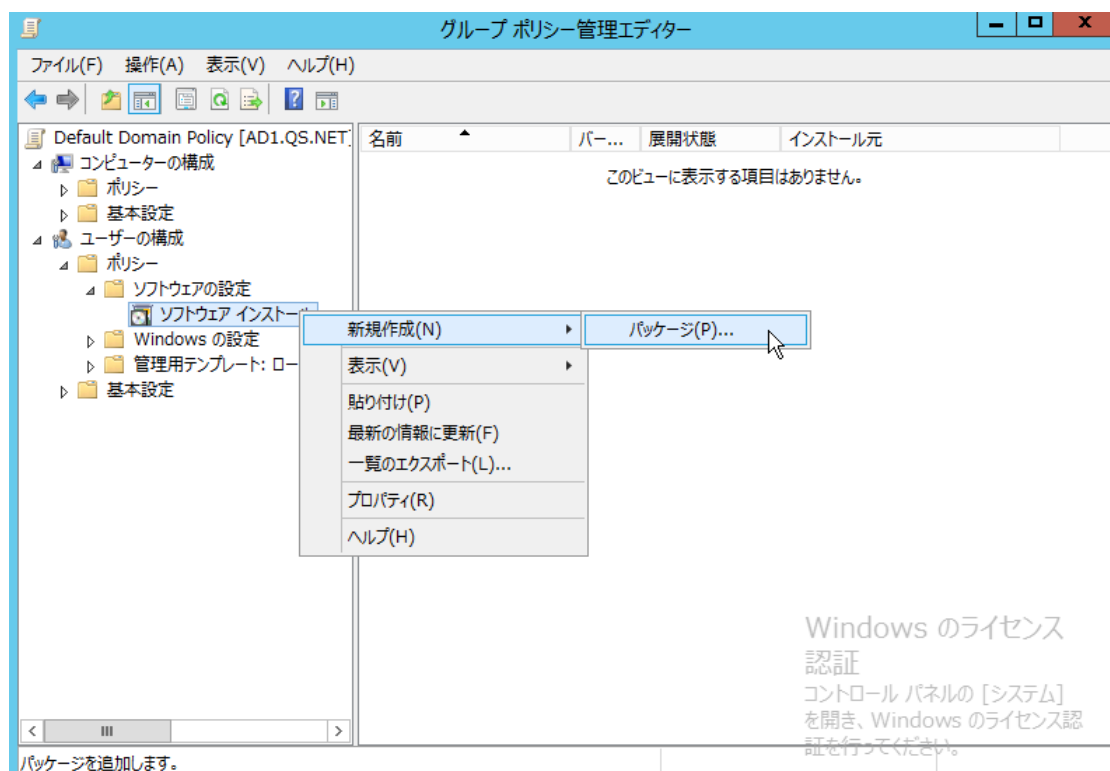 グループ ポリシー管理エディター
ファイル(F) 操作(A) 表示(V) ヘルプ(H)
Default Domain Policy [AD1.QS.NET]
コンピューターの構成
ポリシー
基本設定
ユーザーの構成
ポリシー
ソフトウェアの設定
ソフトウェア インストール
Windows の設定
管理用テンプレート: ロー
基本設定
名前 バー... 展開状態 インストール元
このビューに表示する項目はありません。
新規作成(N)
パッケージ(P)...
表示(V)
貼り付け(P)
最新の情報に更新(F)
一覧のエクスポート(L)...
プロパティ(R)
ヘルプ(H)
Windows のライセンス
認証
コントロール パネルの [システム]
を開き、Windows のライセンス認
証を行ってください。
パッケージを追加します。